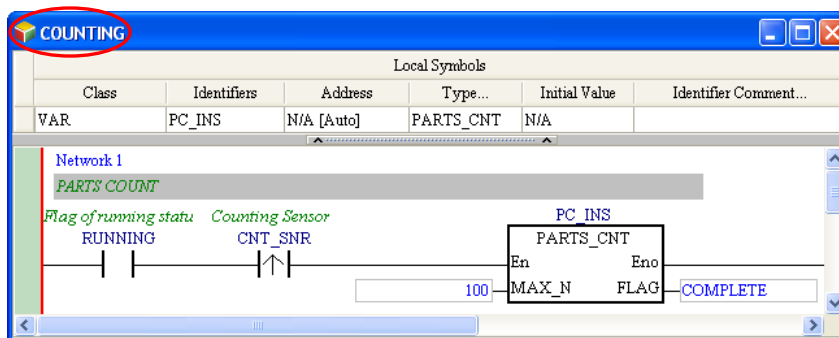 COUNTING
Local Symbols
Class Identifiers Address Type... Initial Value Identifier Comment...
VAR PC_INS N/A [Auto] PARTS_CNT N/A
Network 1
PARTS COUNT
Flag of running statu Counting Sensor PC_INS
RUNNING CNT_SNR PARTS_CNT
En Eno
100 MAX_N FLAG COMPLETE